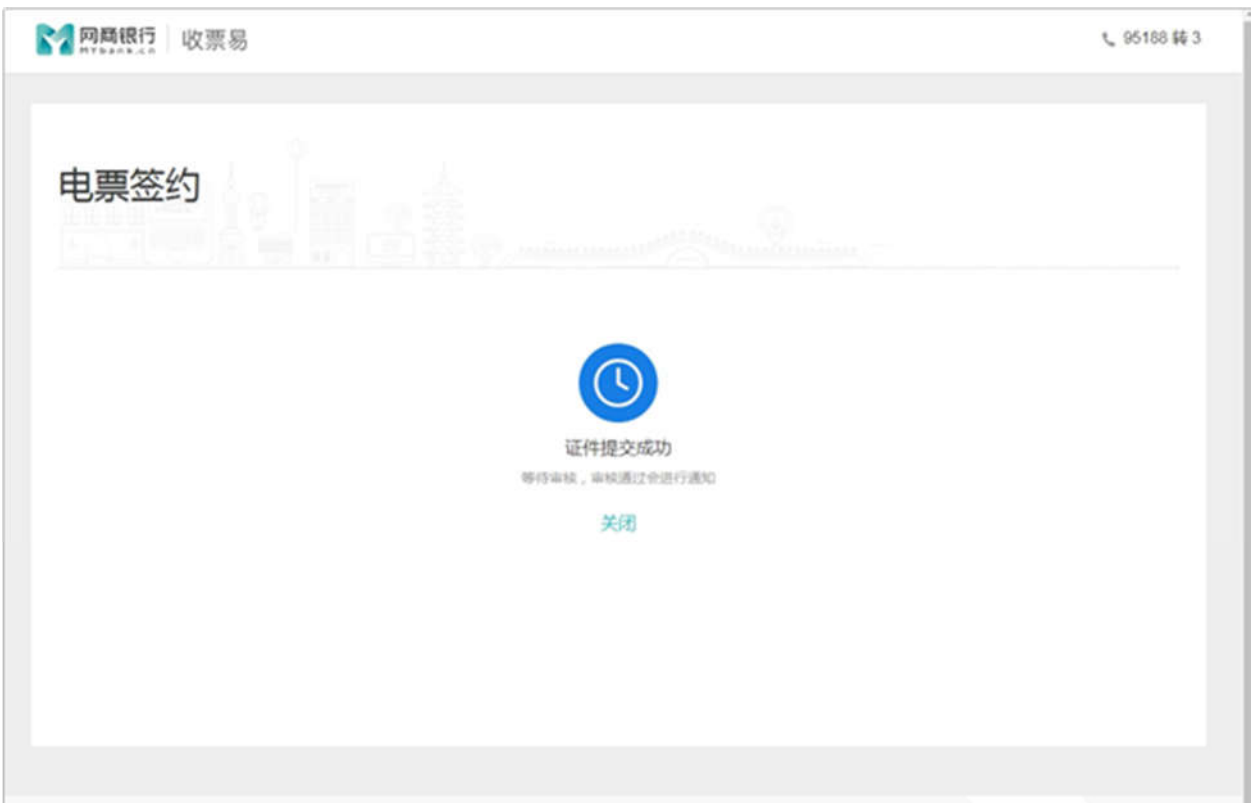 网商银行
MYbank.cn
收票易
95188 转 3
电票签约
证件提交成功
等待审核，审核通过会进行通知
关闭